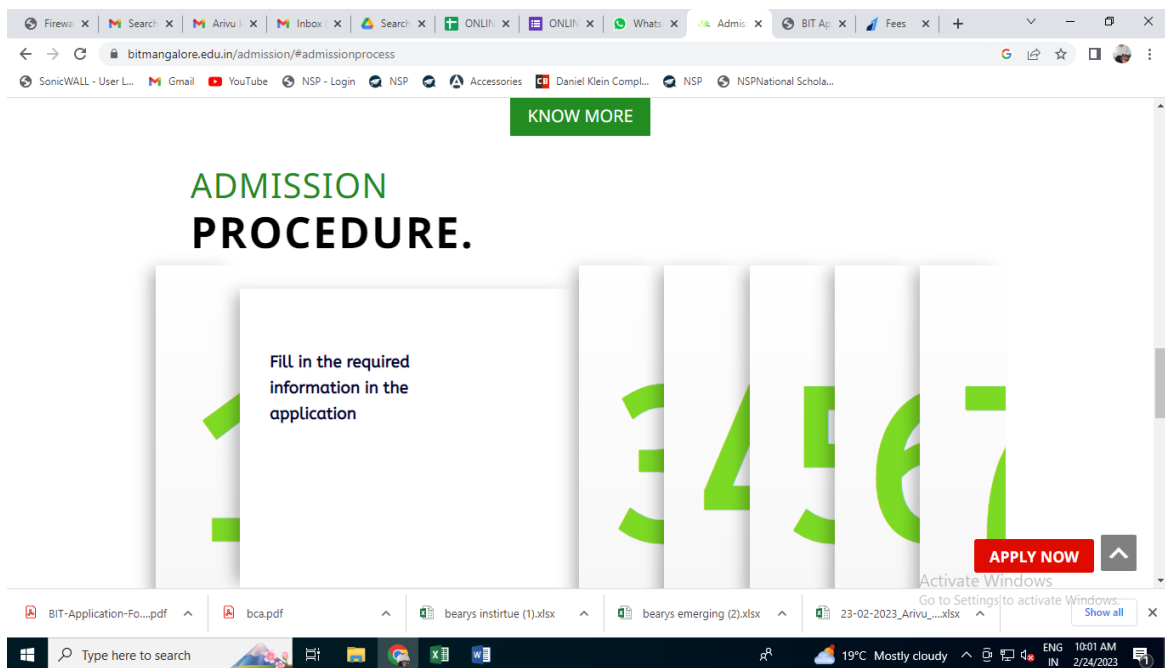 Firewa
Search
Arivu
Inbox
Search
ONLIN
ONLIN
Whats
Admis
BIT Ap
Fees
bitmangalore.edu.in/admission/#admissionprocess
SonicWALL - User L...
Gmail
YouTube
NSP - Login
NSP
Accessories
CB
Daniel Klein Compl...
NSP
NSPNational Schola...
KNOW MORE
ADMISSION
PROCEDURE.
1
Fill in the required
information in the
application
3
4
5
6
7
APPLY NOW
Activate Windows
Go to Settings to activate Windows.
BIT-Application-Fo....pdf
bca.pdf
bearys instirtue (1).xlsx
bearys emerging (2).xlsx
23-02-2023_Arivu_....xlsx
Show all
Type here to search
19°C Mostly cloudy
ENG
IN
10:01 AM
2/24/2023